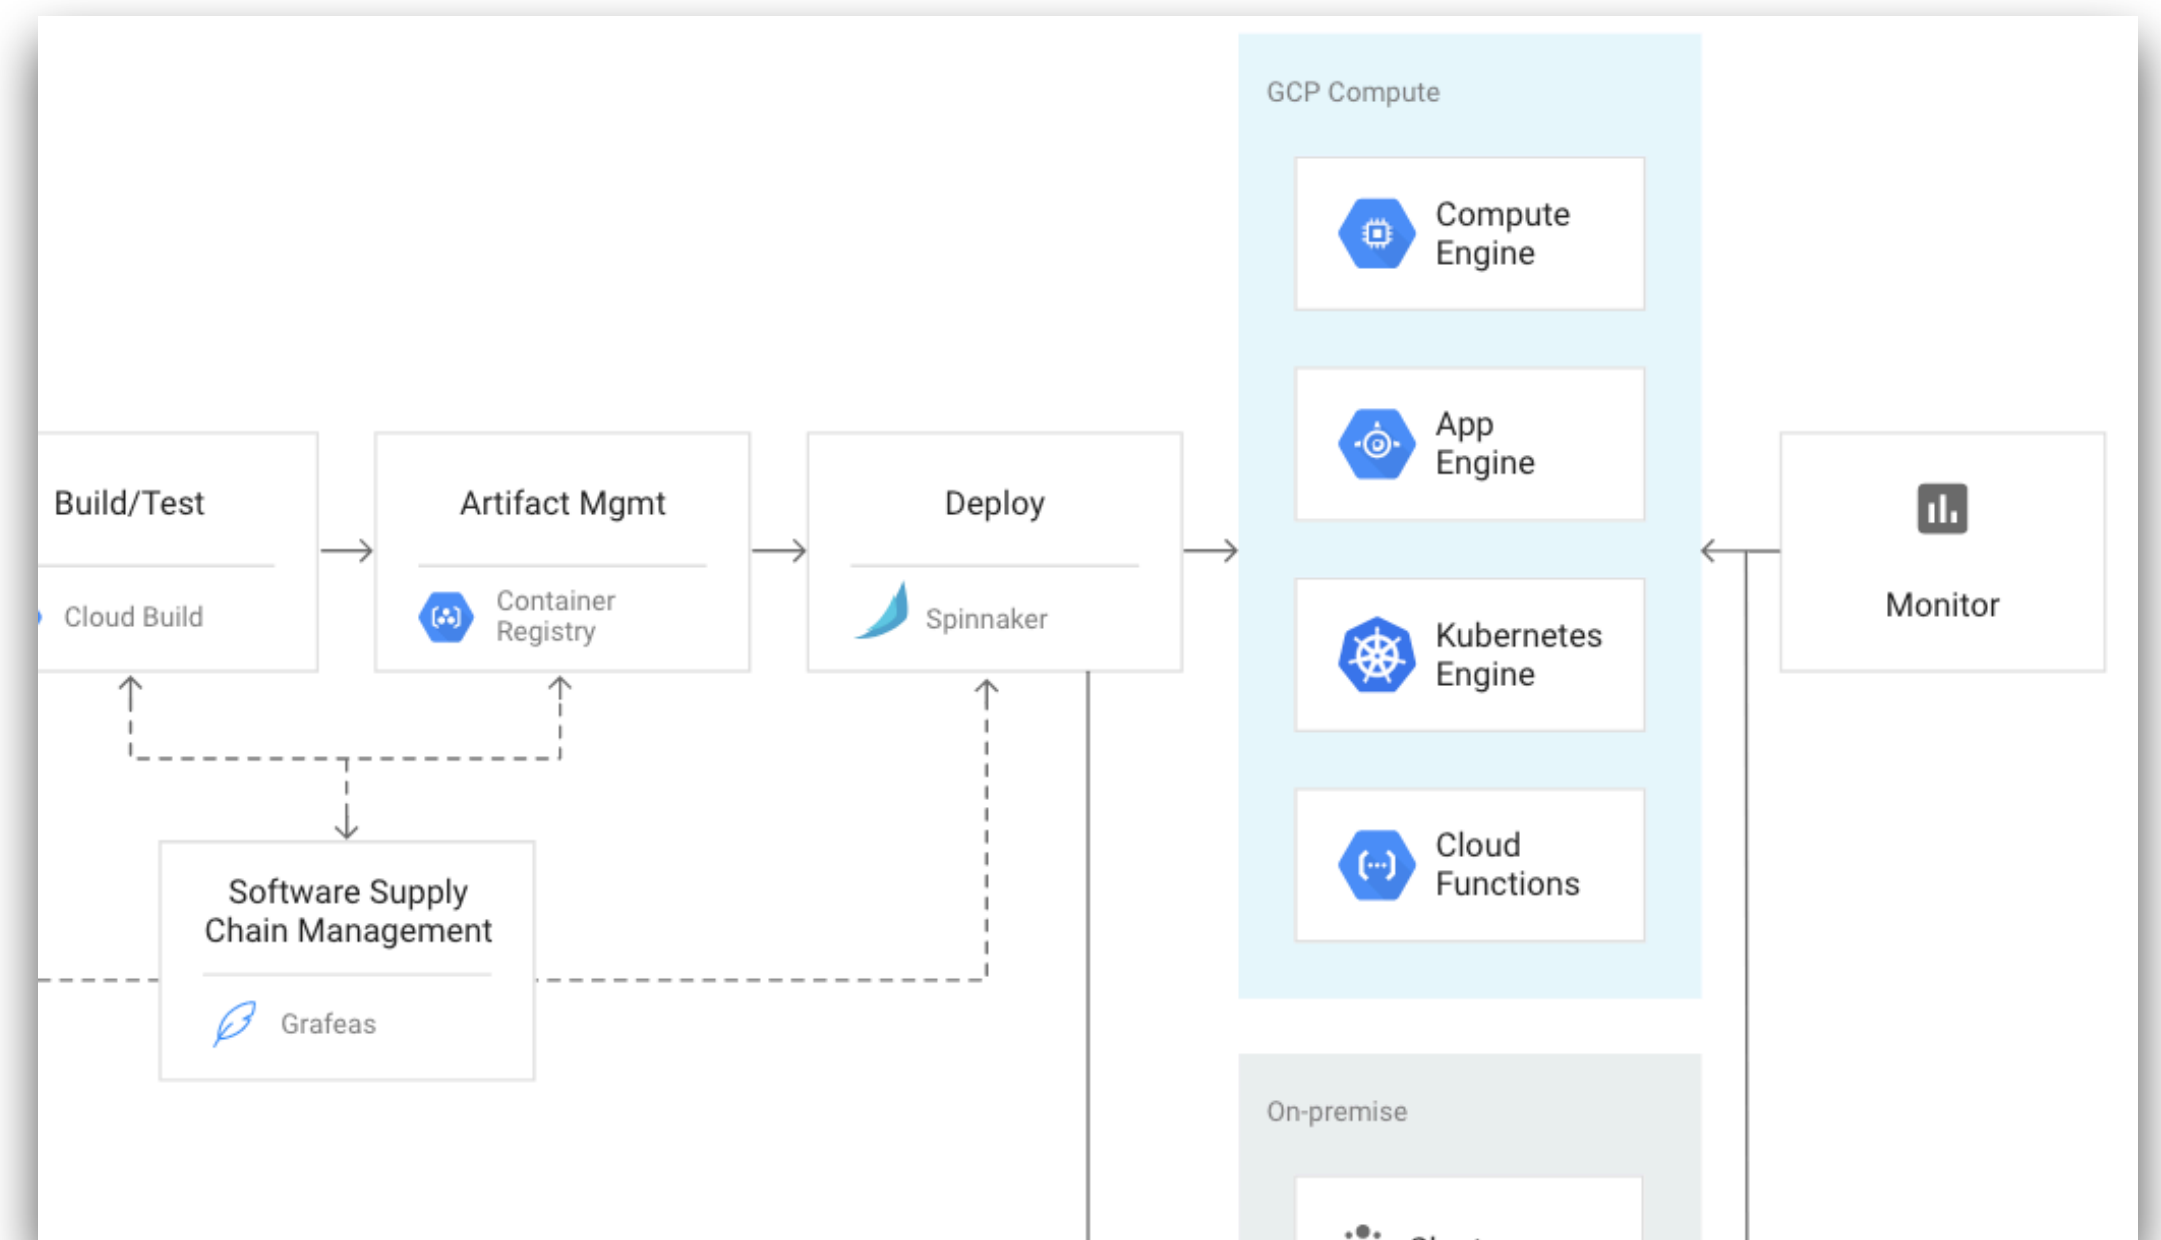 GCP Compute
Compute
Engine
App
Engine
Kubernetes
Engine
Cloud
Functions
Build/Test
Cloud Build
Artifact Mgmt
Container
Registry
Deploy
Spinnaker
Monitor
Software Supply
Chain Management
Grafeas
On-premise